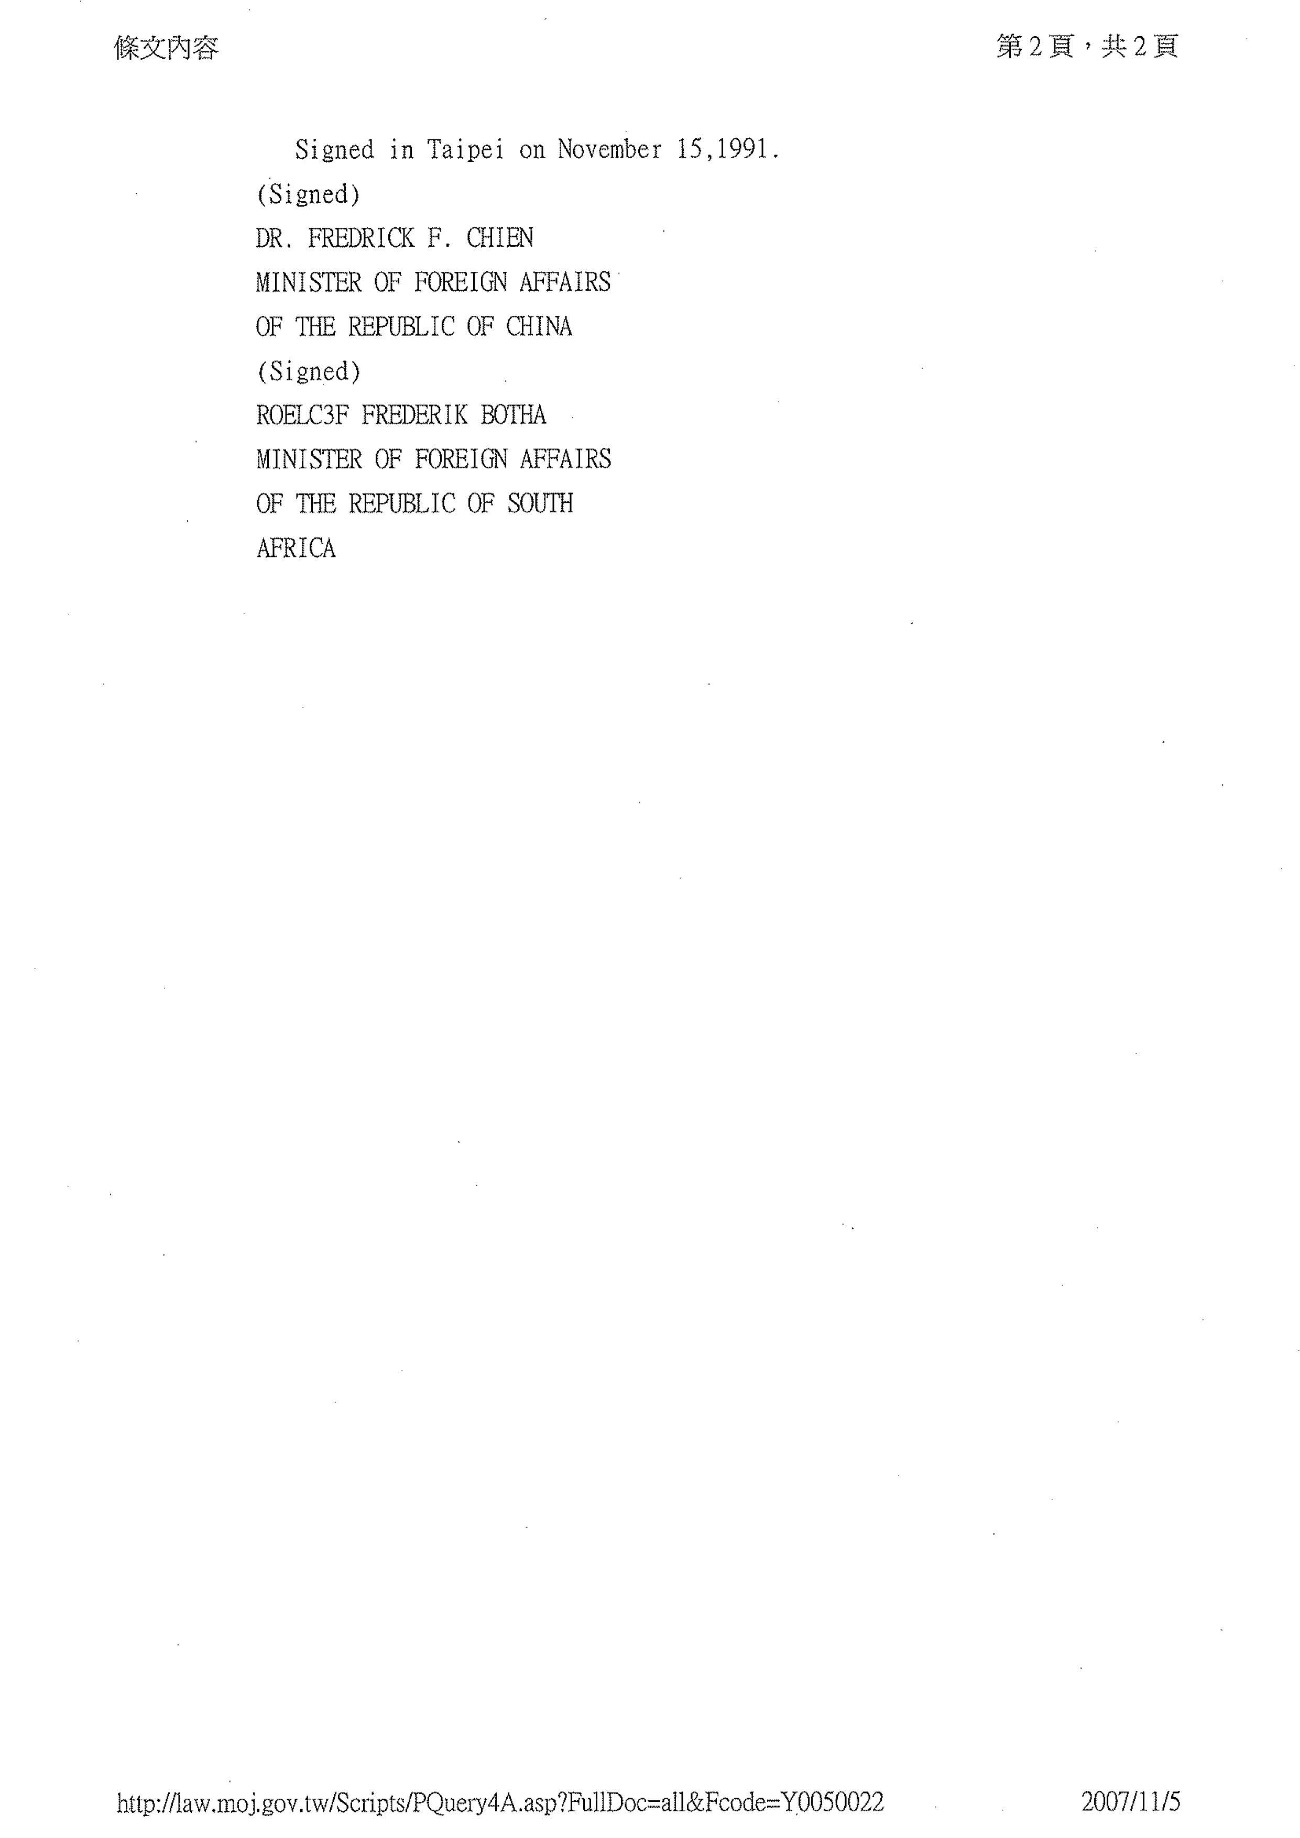 條文內容
第2頁，共2頁
Signed in Taipei on November 15,1991.
(Signed)
DR. FREDRICK F. CHIEN
MINISTER OF FOREIGN AFFAIRS
OF THE REPUBLIC OF CHINA
(Signed)
ROELC3F FREDERIK BOTHA
MINISTER OF FOREIGN AFFAIRS
OF THE REPUBLIC OF SOUTH
AFRICA
http://law.moj.gov.tw/Scripts/PQuery4A.asp?FullDoc=all&Fcode=Y0050022
2007/11/5